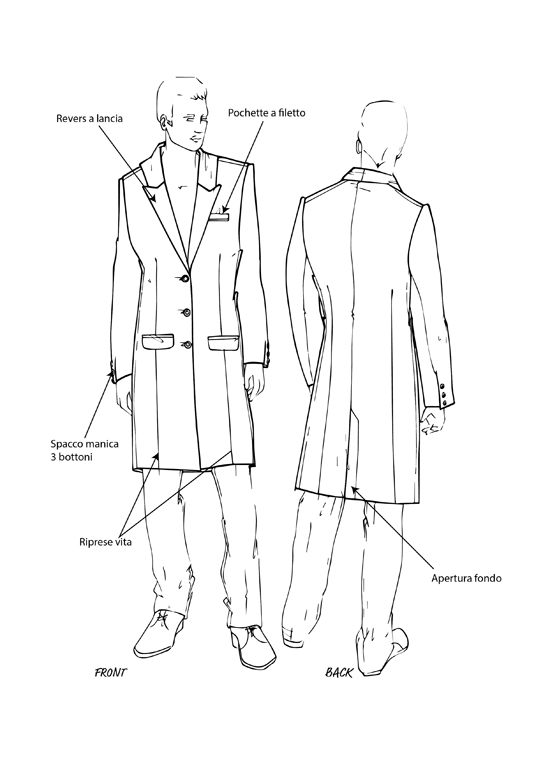 Revers a lancia
Pochette a filetto
Spacco manica
3 bottoni
Riprese vita
Apertura fondo
FRONT
BACK